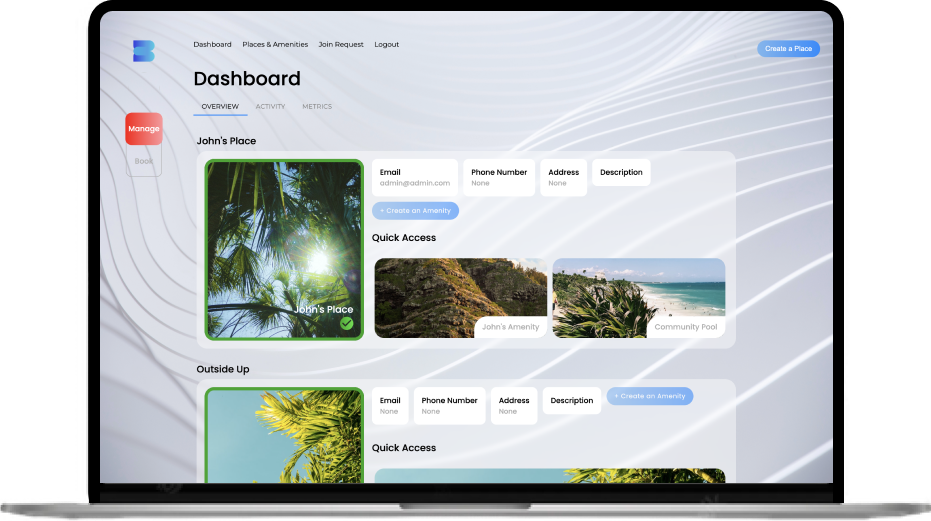 Dashboard Places & Amenities Join Request Logout
Create a Place
Dashboard
OVERVIEW ACTIVITY METRICS
Manage
Book
John's Place
Email Phone Number Address Description
admin@admin.com None None
+ Create an Amenity
Quick Access
John's Place
John's Amenity
Community Pool
Outside Up
Email Phone Number Address Description + Create an Amenity
None None None
Quick Access